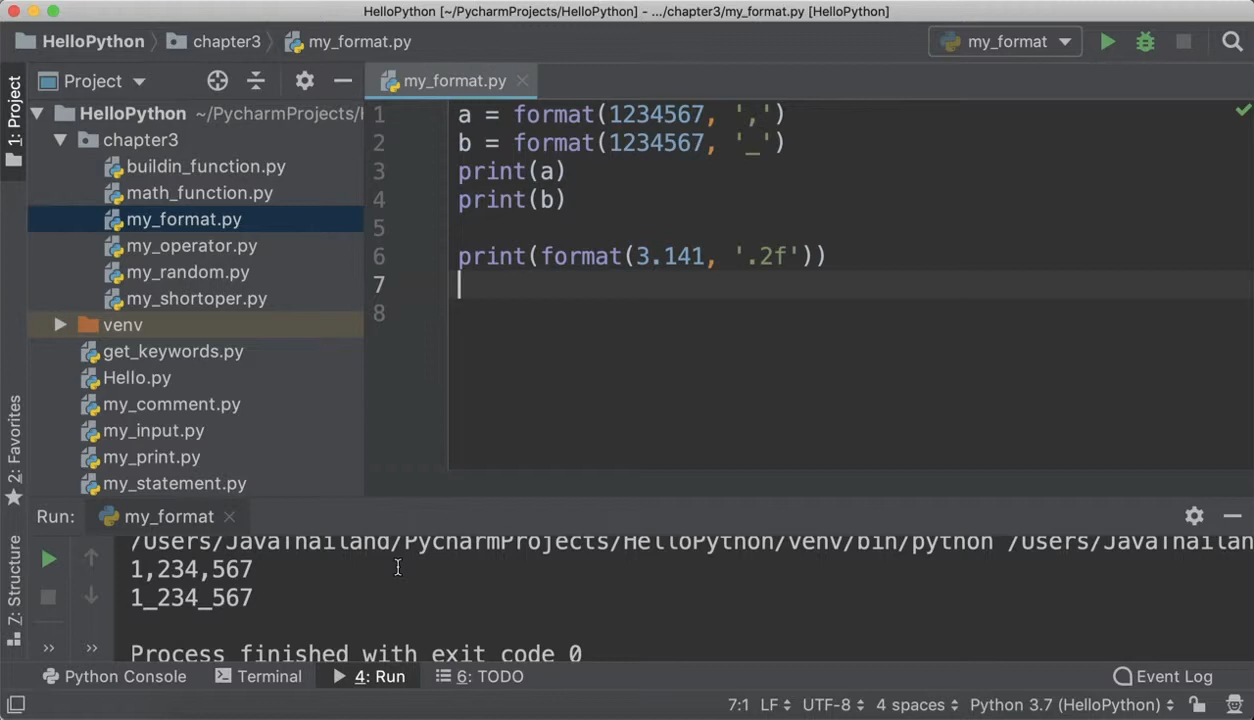 HelloPython [~/PycharmProjects/HelloPython] - .../chapter3/my_format.py [HelloPython]
HelloPython chapter3 my_format.py my_format
1: Project
Project
my_format.py
HelloPython ~/PycharmProjects/
chapter3
buildin_function.py
math_function.py
my_format.py
my_operator.py
my_random.py
my_shortoper.py
venv
get_keywords.py
Hello.py
my_comment.py
my_input.py
my_print.py
my_statement.py
1 a = format(1234567, ',')
2 b = format(1234567, '_')
3 print(a)
4 print(b)
5
6 print(format(3.141, '.2f'))
7
8
2: Favorites
7: Structure
Run: my_format
/Users/JavaThailand/PycharmProjects/HelloPython/venv/bin/python /Users/JavaThailand
1,234,567
1_234_567
Process finished with exit code 0
Python Console Terminal 4: Run 6: TODO Event Log
7:1 LF UTF-8 4 spaces Python 3.7 (HelloPython)